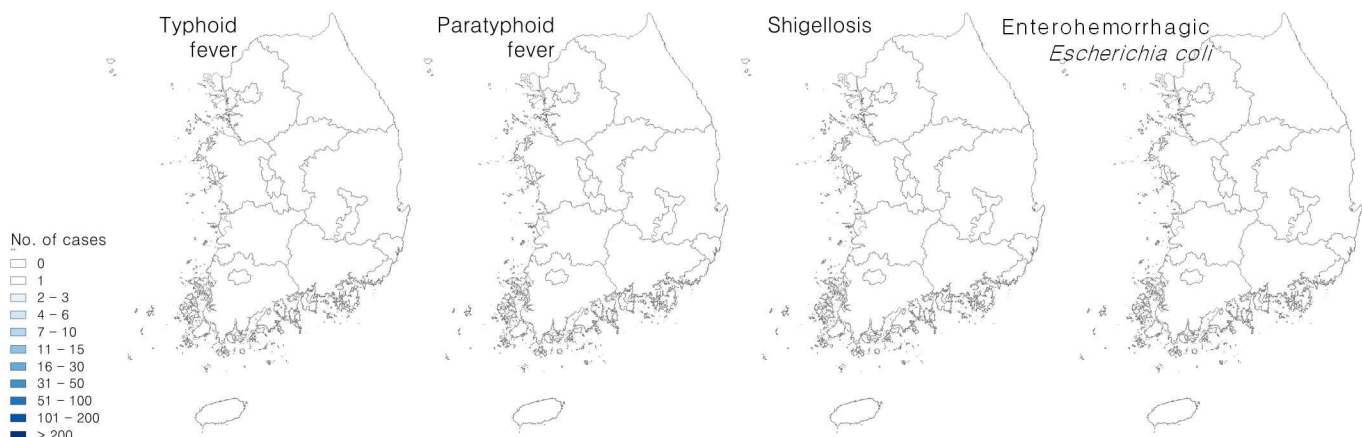 Typhoid
fever
Paratyphoid
fever
Shigellosis
Enterohemorrhagic
Escherichia coli
No. of cases
0
1
2 – 3
4 – 6
7 – 10
11 – 15
16 – 30
31 – 50
51 – 100
101 – 200
> 200